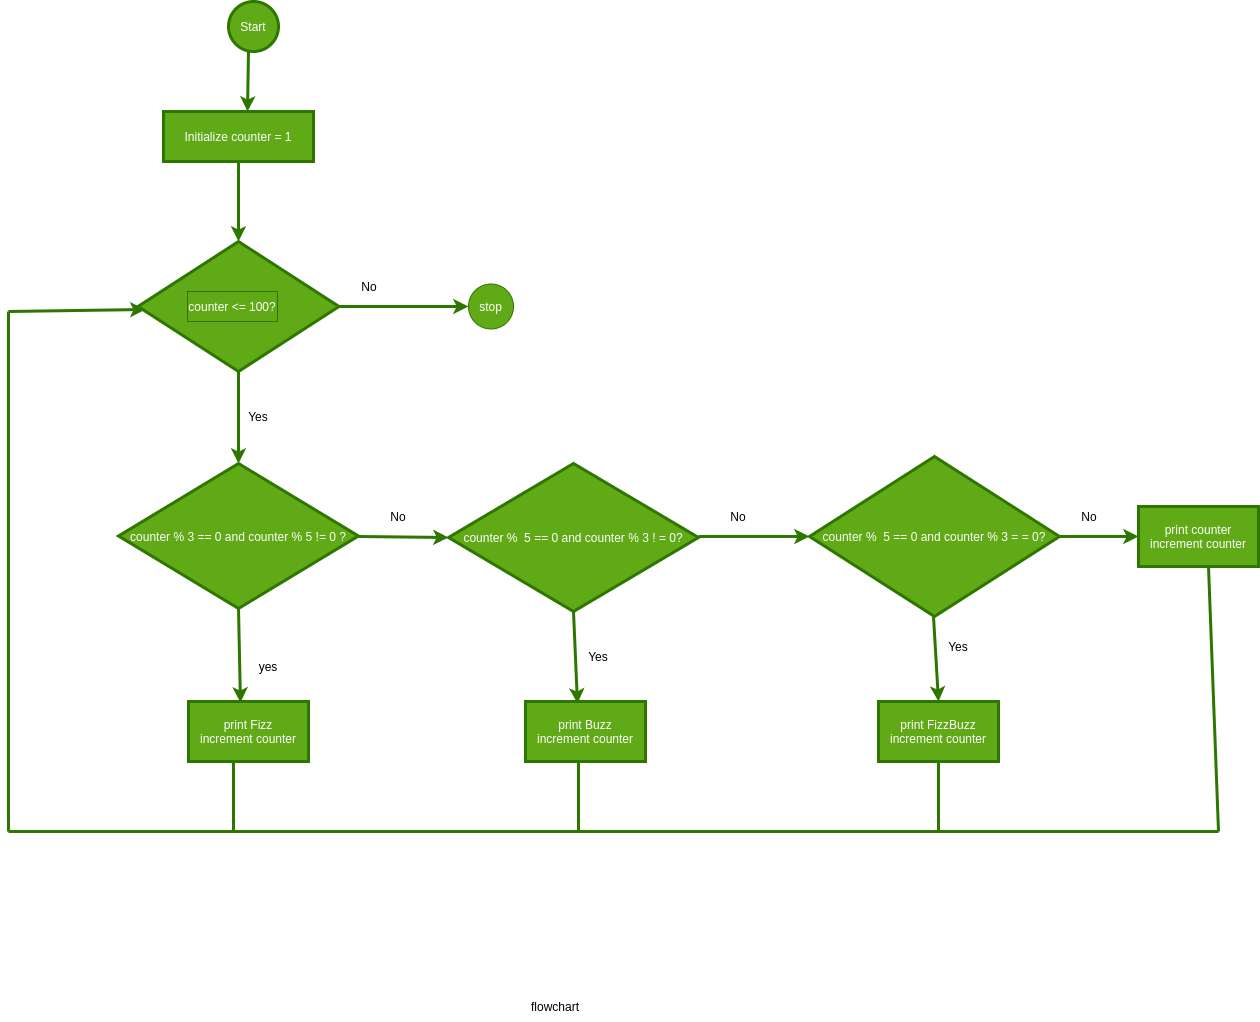 Start
Initialize counter = 1
counter <= 100?
No
stop
Yes
counter % 3 == 0 and counter % 5 != 0 ?
No
counter %  5 == 0 and counter % 3 ! = 0?
No
counter %  5 == 0 and counter % 3 = = 0?
No
print counter
increment counter
yes
Yes
Yes
print Fizz
increment counter
print Buzz
increment counter
print FizzBuzz
increment counter
flowchart